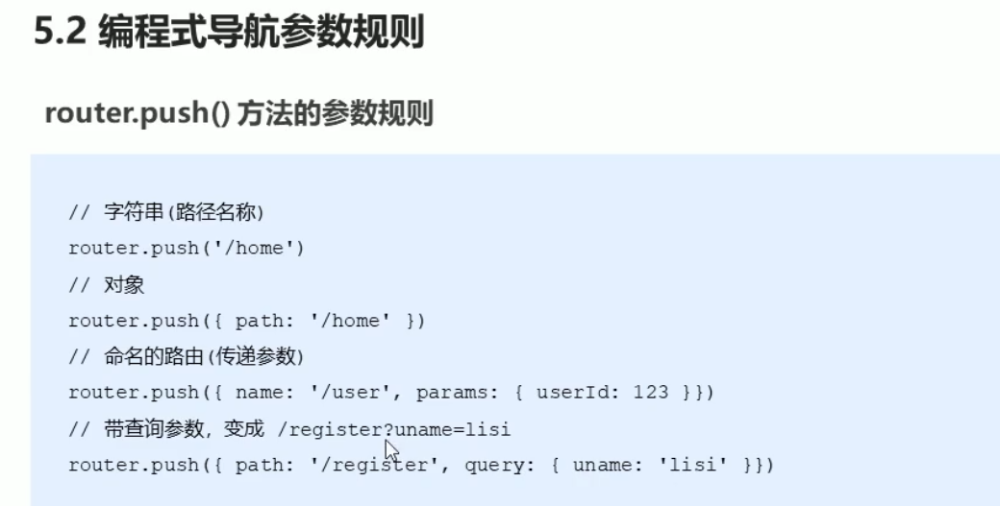 5.2 编程式导航参数规则
router.push() 方法的参数规则
// 字符串(路径名称)
router.push('/home')
// 对象
router.push({ path: '/home' })
// 命名的路由(传递参数)
router.push({ name: '/user', params: { userId: 123 }})
// 带查询参数，变成 /register?uname=lisi
router.push({ path: '/register', query: { uname: 'lisi' }})